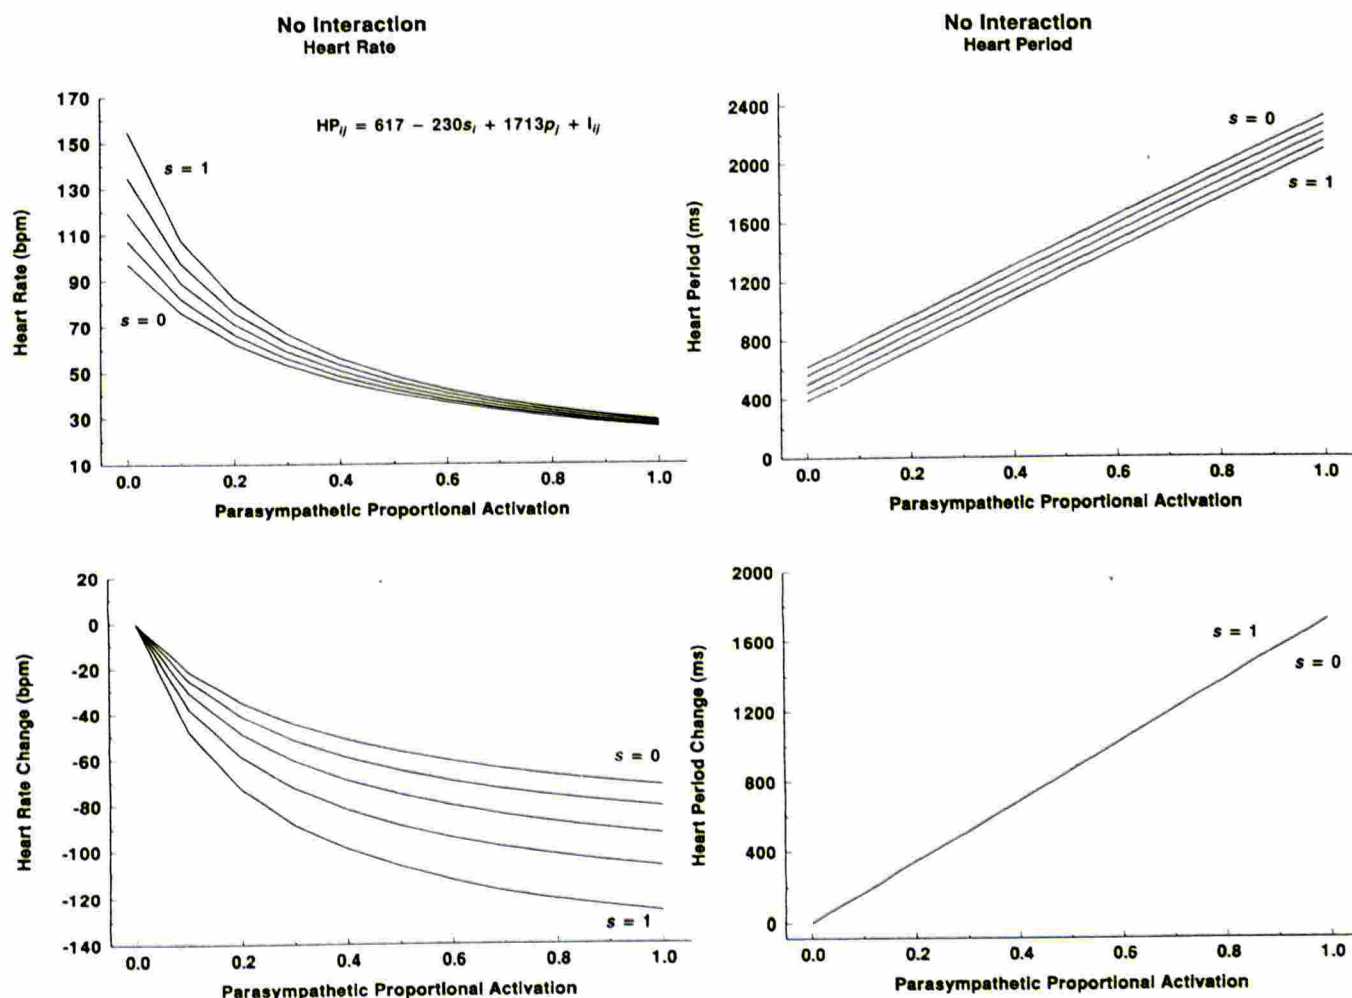 No Interaction
Heart Rate
170
150
130
110
90
70
50
30
10
Heart Rate (bpm)
HP_ij = 617 − 230s_i + 1713p_j + I_ij
s = 1
s = 0
0.0 0.2 0.4 0.6 0.8 1.0
Parasympathetic Proportional Activation
No Interaction
Heart Period
2400
2000
1600
1200
800
400
0
Heart Period (ms)
s = 0
s = 1
0.0 0.2 0.4 0.6 0.8 1.0
Parasympathetic Proportional Activation
20
0
-20
-40
-60
-80
-100
-120
-140
Heart Rate Change (bpm)
s = 0
s = 1
0.0 0.2 0.4 0.6 0.8 1.0
Parasympathetic Proportional Activation
2000
1600
1200
800
400
0
Heart Period Change (ms)
s = 1
s = 0
0.0 0.2 0.4 0.6 0.8 1.0
Parasympathetic Proportional Activation